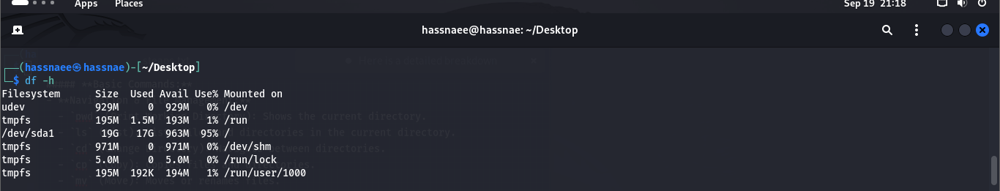 Apps Places Sep 19 21:18
hassnaee@hassnae: ~/Desktop
┌──(hassnaee㉿hassnae)-[~/Desktop]
└─$ df -h
Filesystem Size Used Avail Use% Mounted on
udev 929M 0 929M 0% /dev
tmpfs 195M 1.5M 193M 1% /run
/dev/sda1 19G 17G 963M 95% /
tmpfs 971M 0 971M 0% /dev/shm
tmpfs 5.0M 0 5.0M 0% /run/lock
tmpfs 195M 192K 194M 1% /run/user/1000